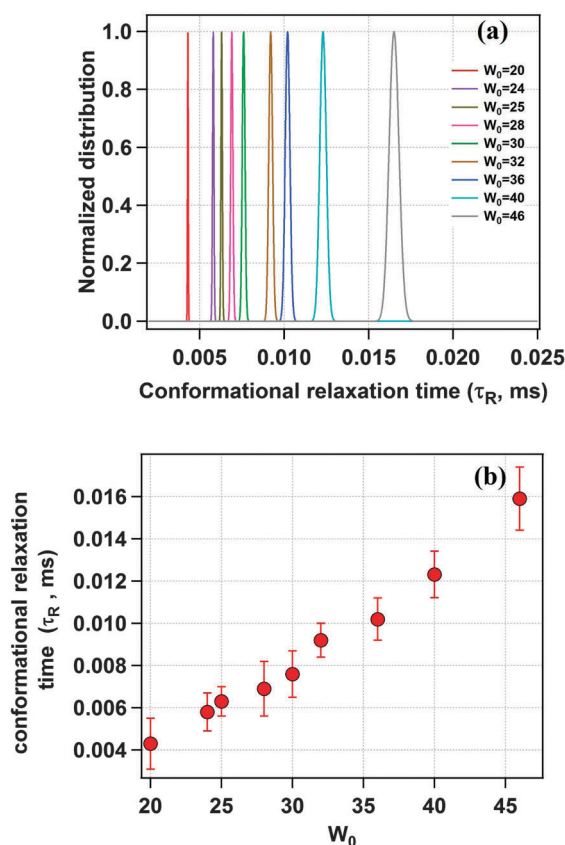 (a)
Normalized distribution
1.0
0.8
0.6
0.4
0.2
0.0
W0=20
W0=24
W0=25
W0=28
W0=30
W0=32
W0=36
W0=40
W0=46
0.005 0.010 0.015 0.020 0.025
Conformational relaxation time (τR, ms)
(b)
conformational relaxation
time (τR , ms)
0.016
0.014
0.012
0.010
0.008
0.006
0.004
20 25 30 35 40 45
W0